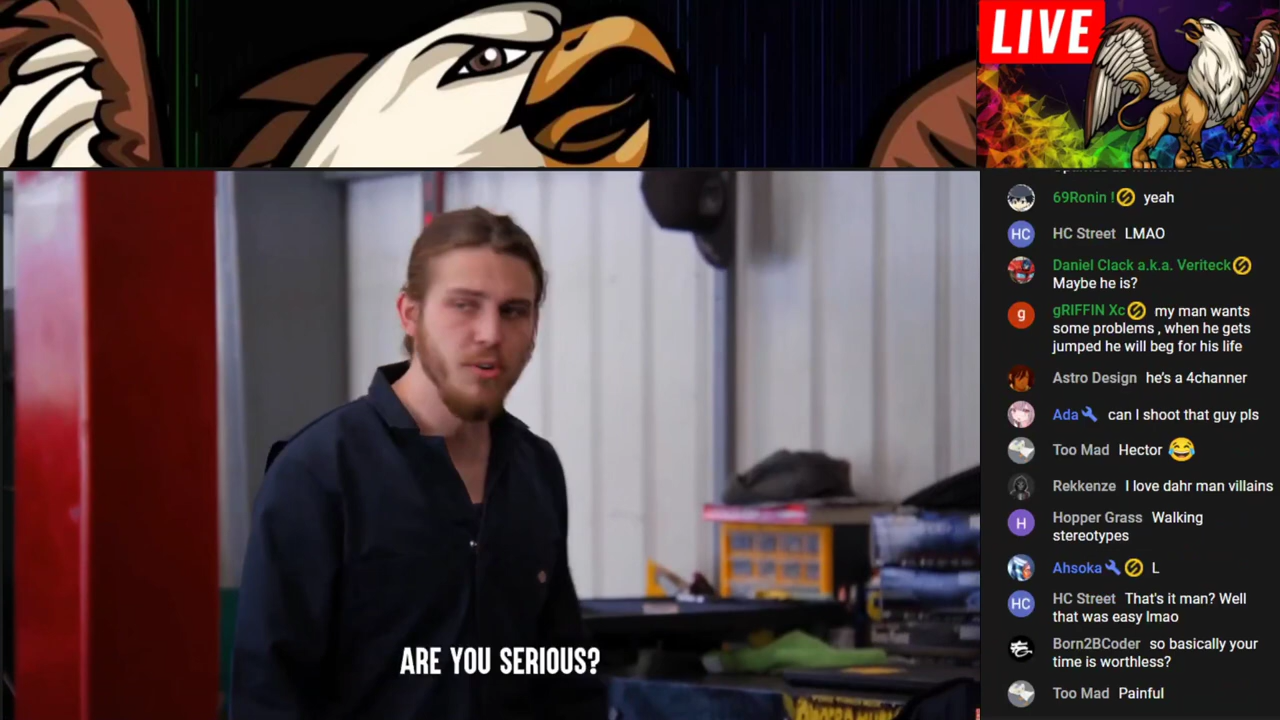 LIVE
69Ronin ! yeah
HC Street LMAO
Daniel Clack a.k.a. Veriteck
Maybe he is?
g
gRIFFIN Xc my man wants
some problems , when he gets
jumped he will beg for his life
Astro Design he's a 4channer
Ada can I shoot that guy pls
Too Mad Hector 😂
Rekkenze I love dahr man villains
H
Hopper Grass Walking
stereotypes
Ahsoka L
HC
HC Street That's it man? Well
that was easy lmao
Born2BCoder so basically your
time is worthless?
Too Mad Painful
HC
ARE YOU SERIOUS?